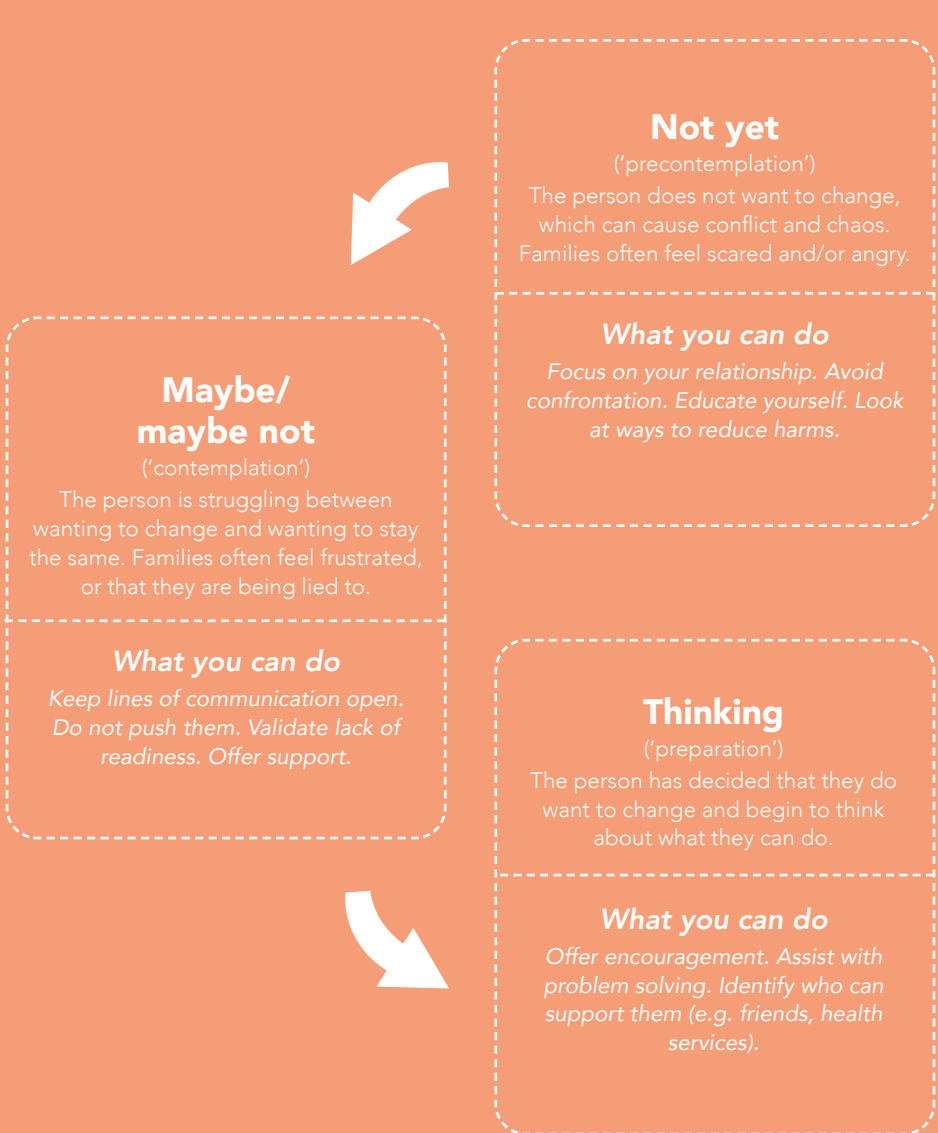 Not yet
(‘precontemplation’)
The person does not want to change,
which can cause conflict and chaos.
Families often feel scared and/or angry.
What you can do
Focus on your relationship. Avoid
confrontation. Educate yourself. Look
at ways to reduce harms.
Maybe/
maybe not
(‘contemplation’)
The person is struggling between
wanting to change and wanting to stay
the same. Families often feel frustrated,
or that they are being lied to.
What you can do
Keep lines of communication open.
Do not push them. Validate lack of
readiness. Offer support.
Thinking
(‘preparation’)
The person has decided that they do
want to change and begin to think
about what they can do.
What you can do
Offer encouragement. Assist with
problem solving. Identify who can
support them (e.g. friends, health
services).